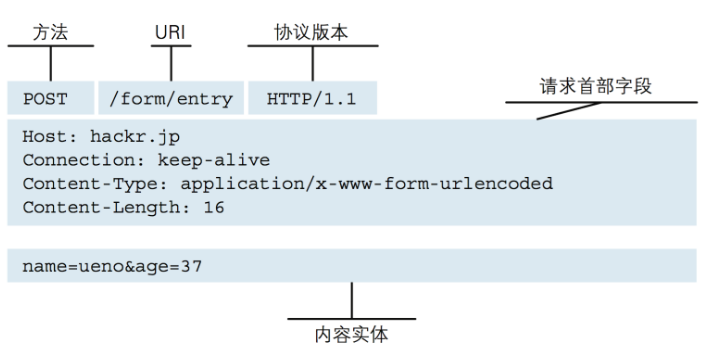 方法 URI 协议版本
请求首部字段
POST /form/entry HTTP/1.1
Host: hackr.jp
Connection: keep-alive
Content-Type: application/x-www-form-urlencoded
Content-Length: 16
name=ueno&age=37
内容实体